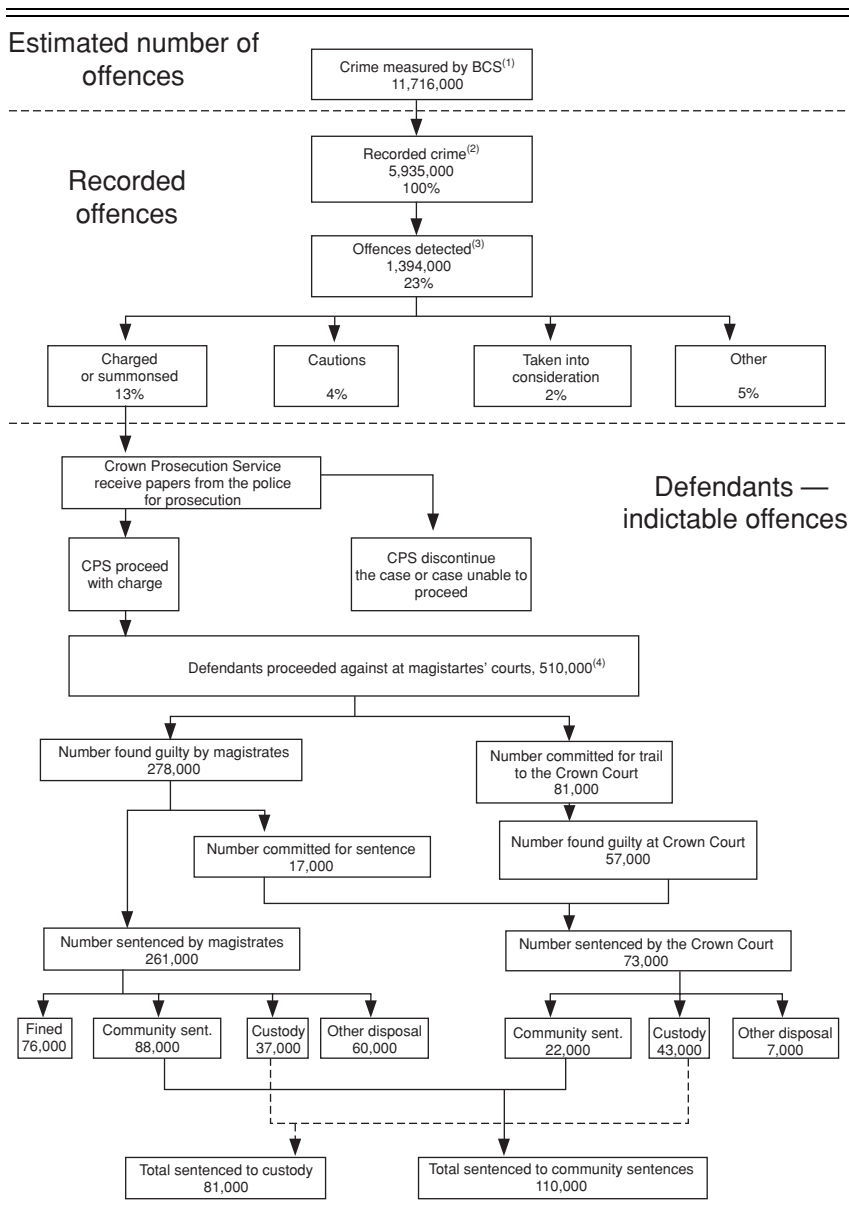 Estimated number of
offences
Crime measured by BCS(1)
11,716,000
Recorded
offences
Recorded crime(2)
5,935,000
100%
Offences detected(3)
1,394,000
23%
Charged
or summonsed
13%
Cautions
4%
Taken into
consideration
2%
Other
5%
Crown Prosecution Service
receive papers from the police
for prosecution
Defendants —
indictable offences
CPS proceed
with charge
CPS discontinue
the case or case unable to
proceed
Defendants proceeded against at magistartes' courts, 510,000(4)
Number found guilty by magistrates
278,000
Number committed for trail
to the Crown Court
81,000
Number committed for sentence
17,000
Number found guilty at Crown Court
57,000
Number sentenced by magistrates
261,000
Number sentenced by the Crown Court
73,000
Fined
76,000
Community sent.
88,000
Custody
37,000
Other disposal
60,000
Community sent.
22,000
Custody
43,000
Other disposal
7,000
Total sentenced to custody
81,000
Total sentenced to community sentences
110,000